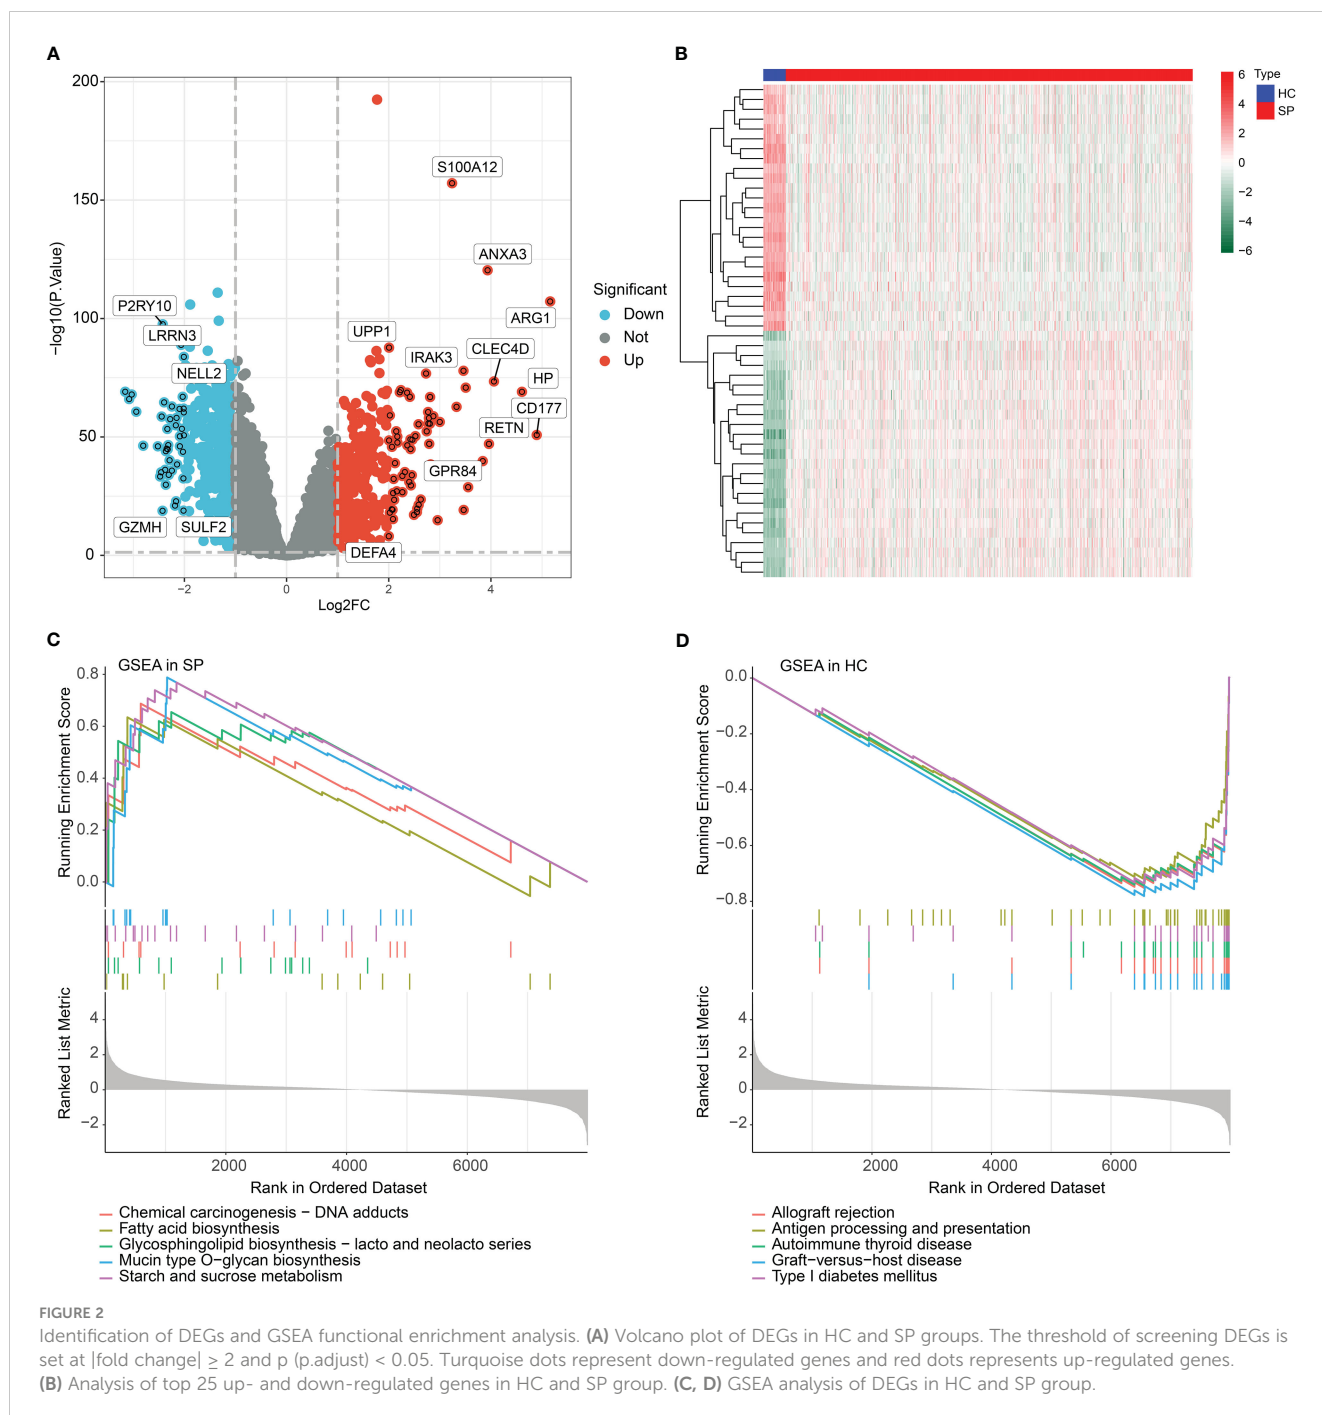 A
200
150
100
50
0
−log10(P.Value)
S100A12
ANXA3
P2RY10
ARG1
LRRN3
UPP1
IRAK3
CLEC4D
NELL2
HP
CD177
RETN
GPR84
GZMH
SULF2
DEFA4
−2
0
2
4
Log2FC
Significant
Down
Not
Up
B
6
4
2
0
−2
−4
−6
Type
HC
SP
C
GSEA in SP
0.8
0.6
0.4
0.2
0.0
Running Enrichment Score
4
2
0
−2
Ranked List Metric
2000
4000
6000
Rank in Ordered Dataset
Chemical carcinogenesis − DNA adducts
Fatty acid biosynthesis
Glycosphingolipid biosynthesis − lacto and neolacto series
Mucin type O−glycan biosynthesis
Starch and sucrose metabolism
D
GSEA in HC
0.0
−0.2
−0.4
−0.6
−0.8
Running Enrichment Score
4
2
0
−2
Ranked List Metric
2000
4000
6000
Rank in Ordered Dataset
Allograft rejection
Antigen processing and presentation
Autoimmune thyroid disease
Graft−versus−host disease
Type I diabetes mellitus
FIGURE 2
Identification of DEGs and GSEA functional enrichment analysis. (A) Volcano plot of DEGs in HC and SP groups. The threshold of screening DEGs is
set at |fold change| ≥ 2 and p (p.adjust) < 0.05. Turquoise dots represent down-regulated genes and red dots represents up-regulated genes.
(B) Analysis of top 25 up- and down-regulated genes in HC and SP group. (C, D) GSEA analysis of DEGs in HC and SP group.